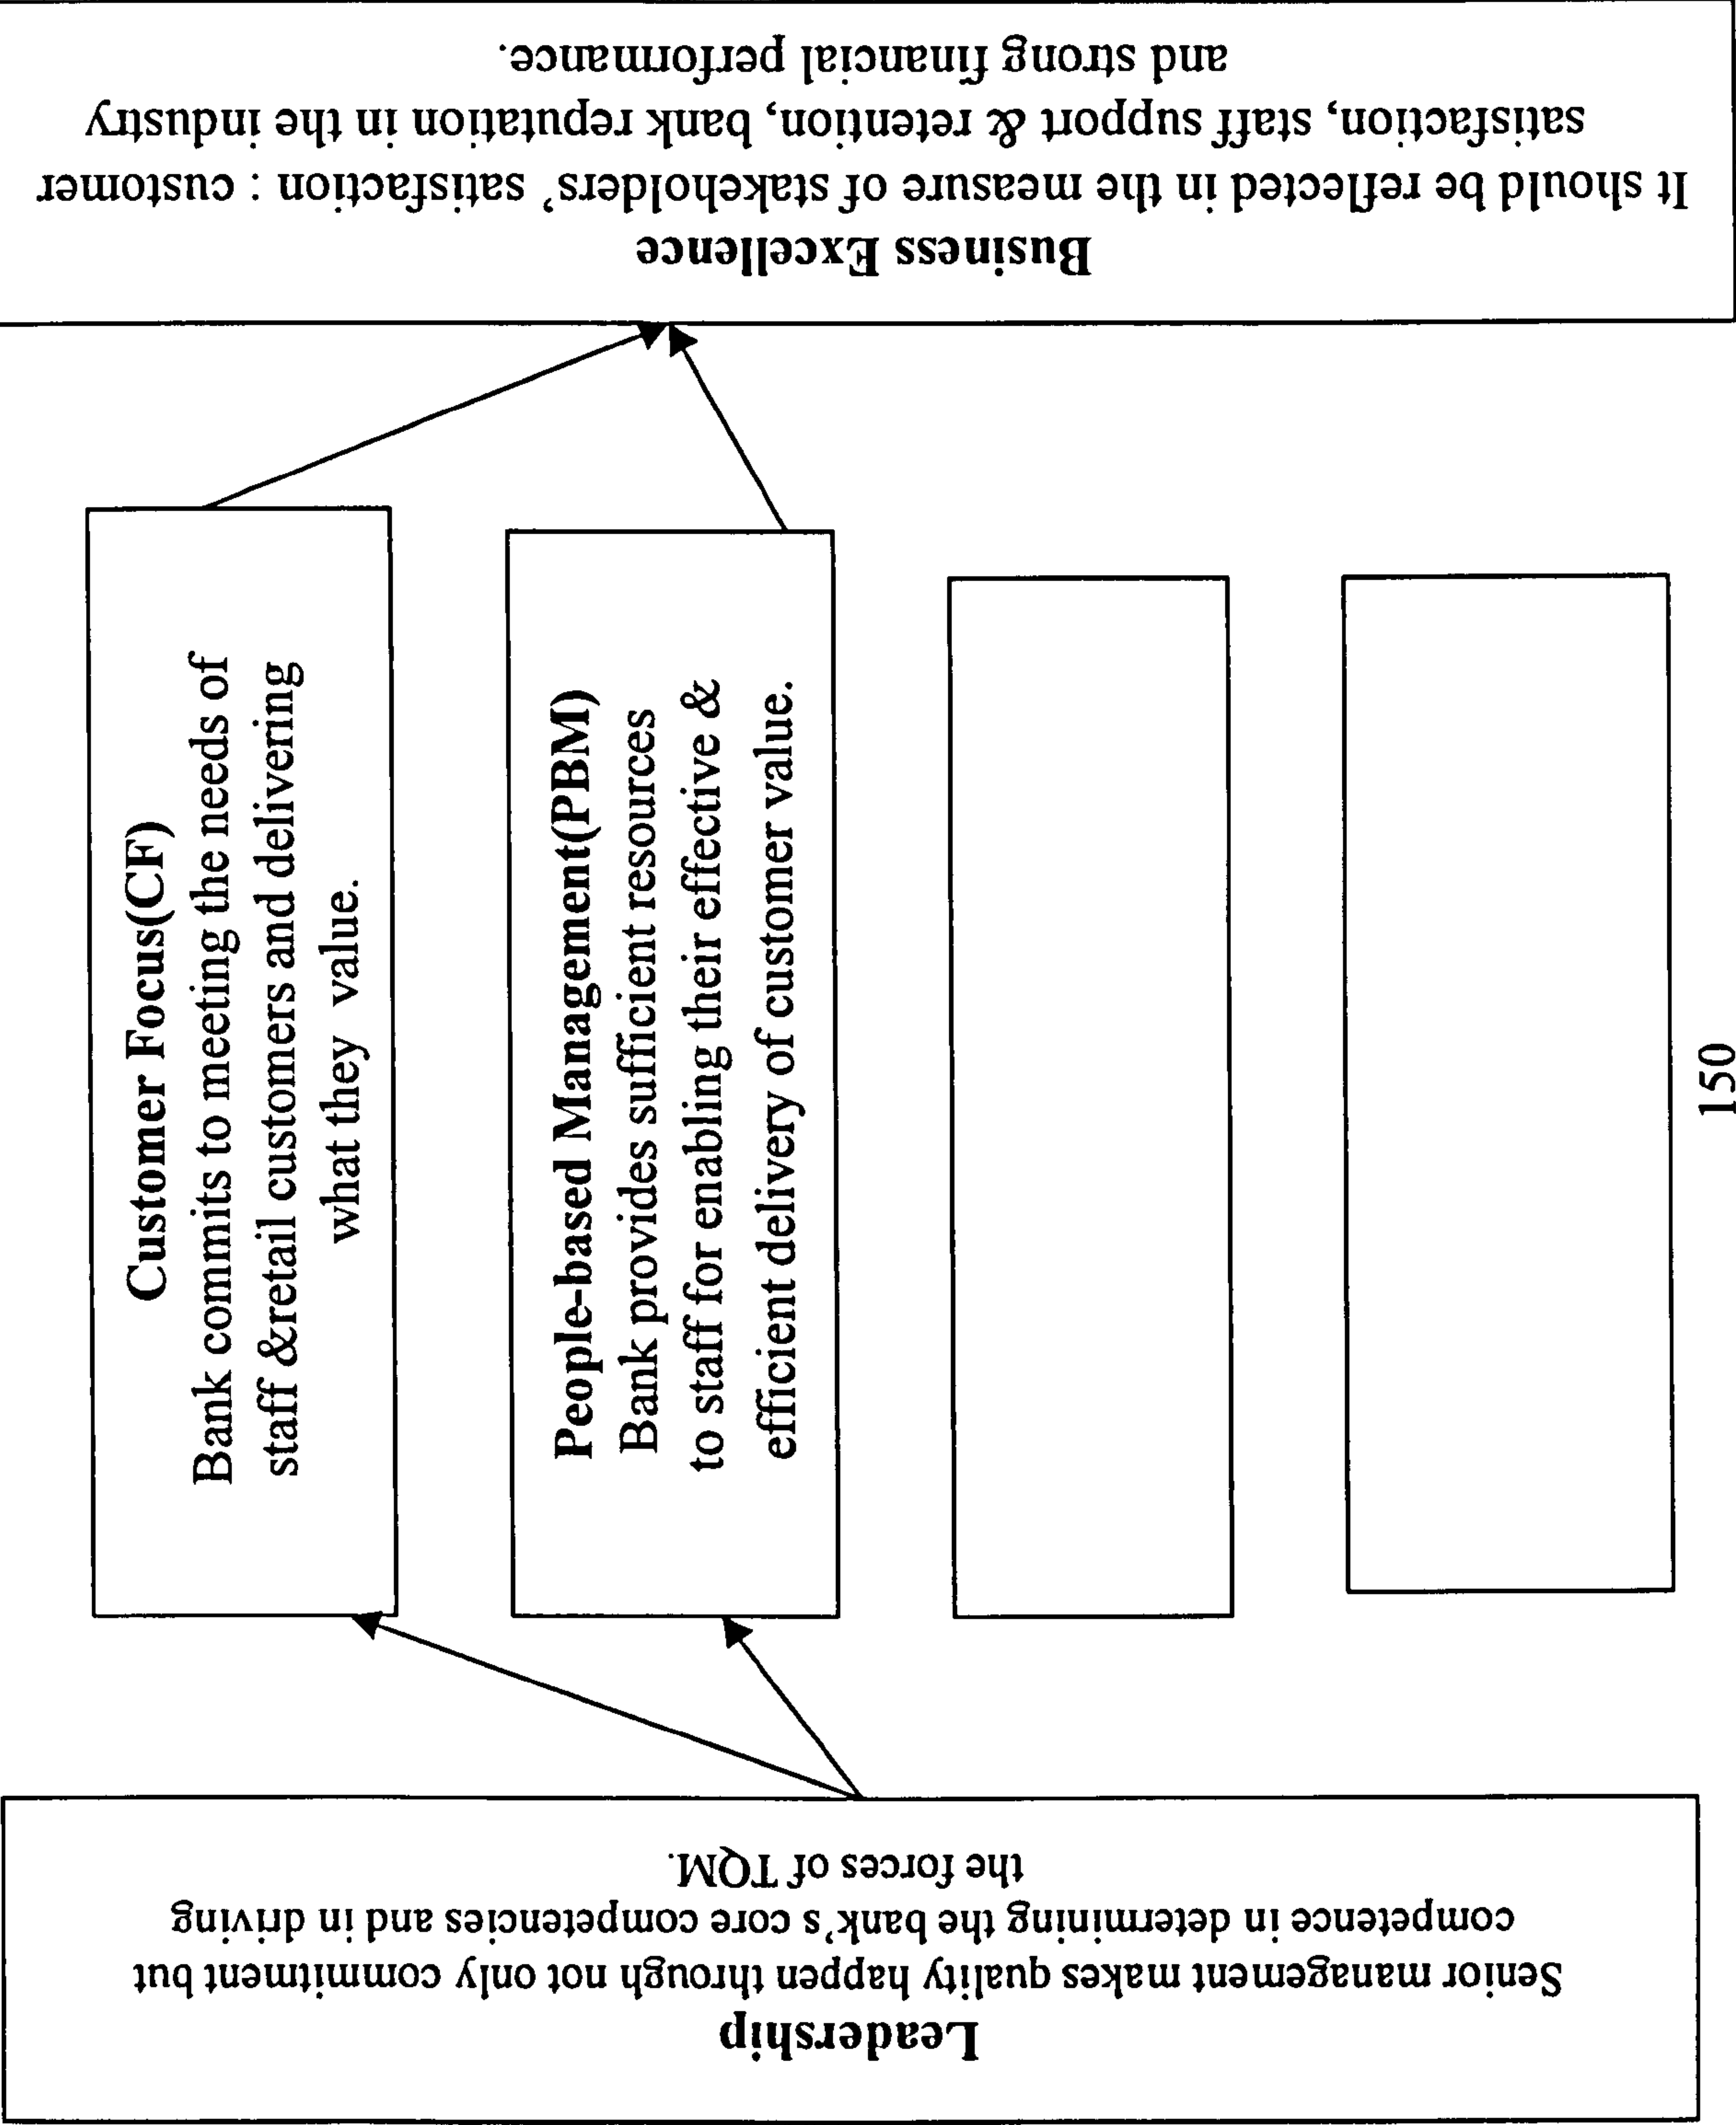 Leadership
Senior management makes quality happen through not only commitment but
competence in determining the bank's core competencies and in driving
the forces of TQM.
Customer Focus(CF)
Bank commits to meeting the needs of
staff &retail customers and delivering
what they value.
People-based Management(PBM)
Bank provides sufficient resources
to staff for enabling their effective &
efficient delivery of customer value.
Business Excellence
It should be reflected in the measure of stakeholders' satisfaction : customer
satisfaction, staff support & retention, bank reputation in the industry
and strong financial performance.
150